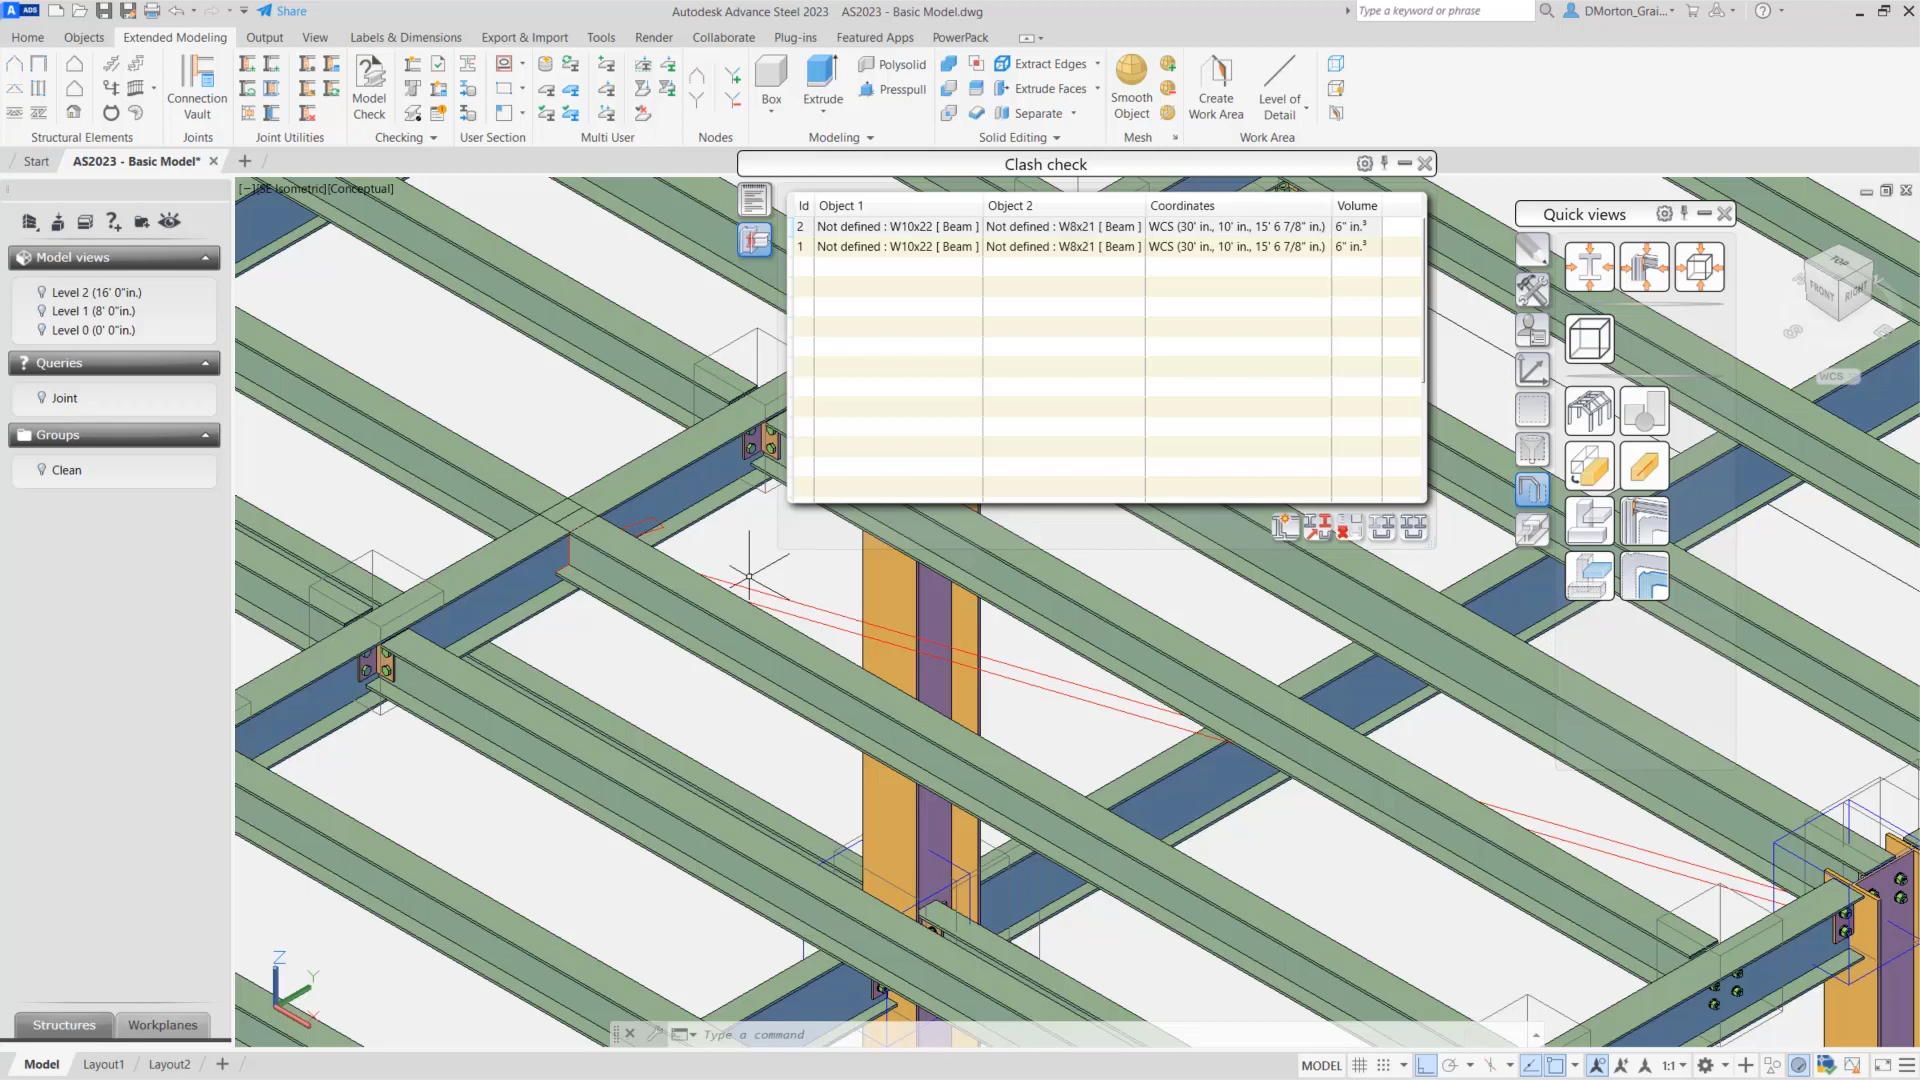 A ADS Share Autodesk Advance Steel 2023 AS2023 - Basic Model.dwg Type a keyword or phrase DMorton_Grai...
Home Objects Extended Modeling Output View Labels & Dimensions Export & Import Tools Render Collaborate Plug-ins Featured Apps PowerPack
Connection Vault
Model Check
Box
Extrude
Polysolid
Presspull
Extract Edges
Extrude Faces
Separate
Smooth Object
Create Work Area
Level of Detail
Structural Elements Joints Joint Utilities Checking User Section Multi User Nodes Modeling Solid Editing Mesh Work Area
Start AS2023 - Basic Model*
Clash check
[−][SE Isometric][Conceptual]
Id Object 1 Object 2 Coordinates Volume
2 Not defined : W10x22 [ Beam ] Not defined : W8x21 [ Beam ] WCS (30' in., 10' in., 15' 6 7/8" in.) 6" in.³
1 Not defined : W10x22 [ Beam ] Not defined : W8x21 [ Beam ] WCS (30' in., 10' in., 15' 6 7/8" in.) 6" in.³
Quick views
TOP
FRONT RIGHT
WCS
Model views
Level 2 (16' 0"in.)
Level 1 (8' 0"in.)
Level 0 (0' 0"in.)
Queries
Joint
Groups
Clean
Z
Y
X
Structures Workplanes
Type a command
Model Layout1 Layout2
MODEL 1:1